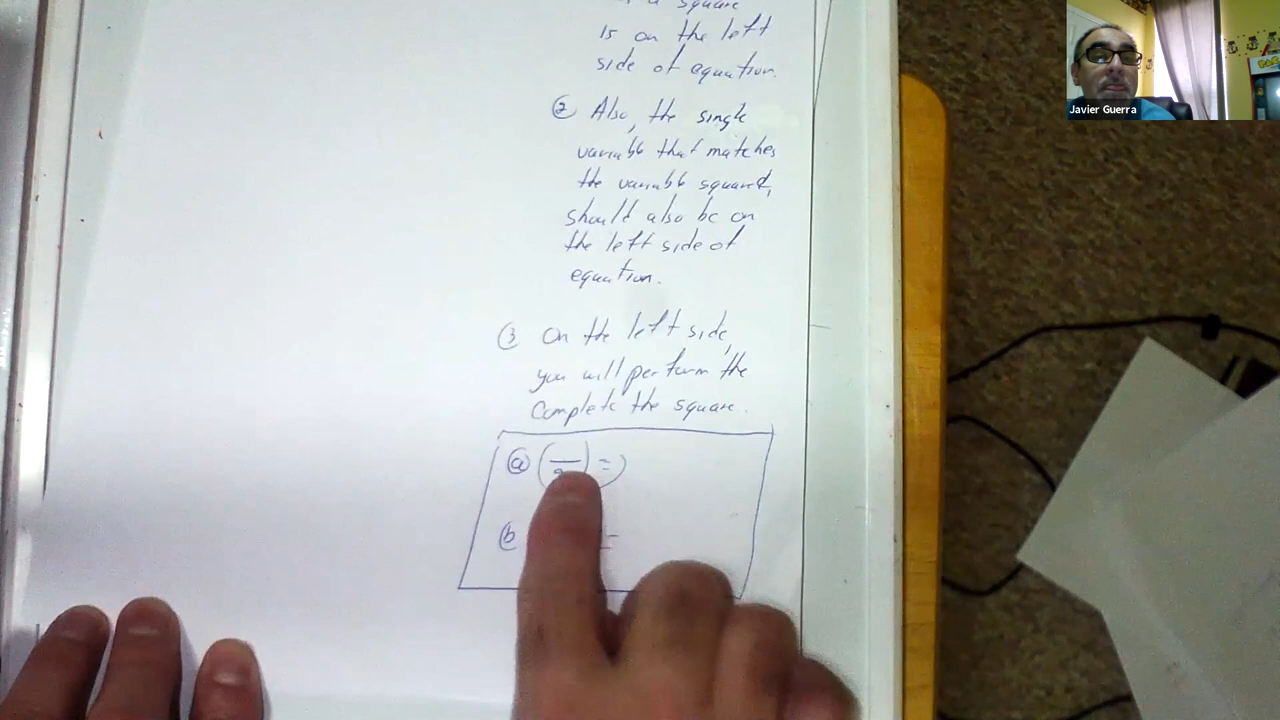 a square
is on the left
side of equation.
② Also, the single
variable that matches
the variable squared,
should also be on
the left side of
equation.
③ On the left side,
you will perform the
Complete the square.
ⓐ ( — ) = )
ⓑ =
Javier Guerra